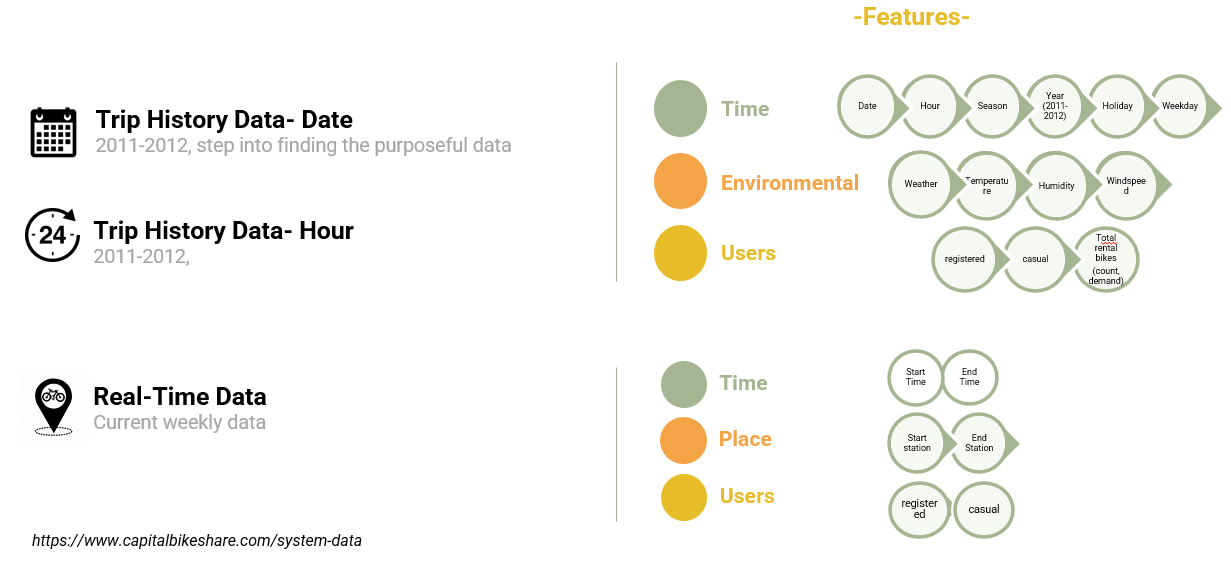 -Features-
Trip History Data- Date
2011-2012, step into finding the purposeful data
24
Trip History Data- Hour
2011-2012,
Time
Date
Hour
Season
Year
(2011-
2012)
Holiday
Weekday
Environmental
Weather
Temperatu
re
Humidity
Windspee
d
Users
registered
casual
Total
rental
bikes
(count,
demand)
Real-Time Data
Current weekly data
Time
Start
Time
End
Time
Place
Start
station
End
Station
Users
register
ed
casual
https://www.capitalbikeshare.com/system-data